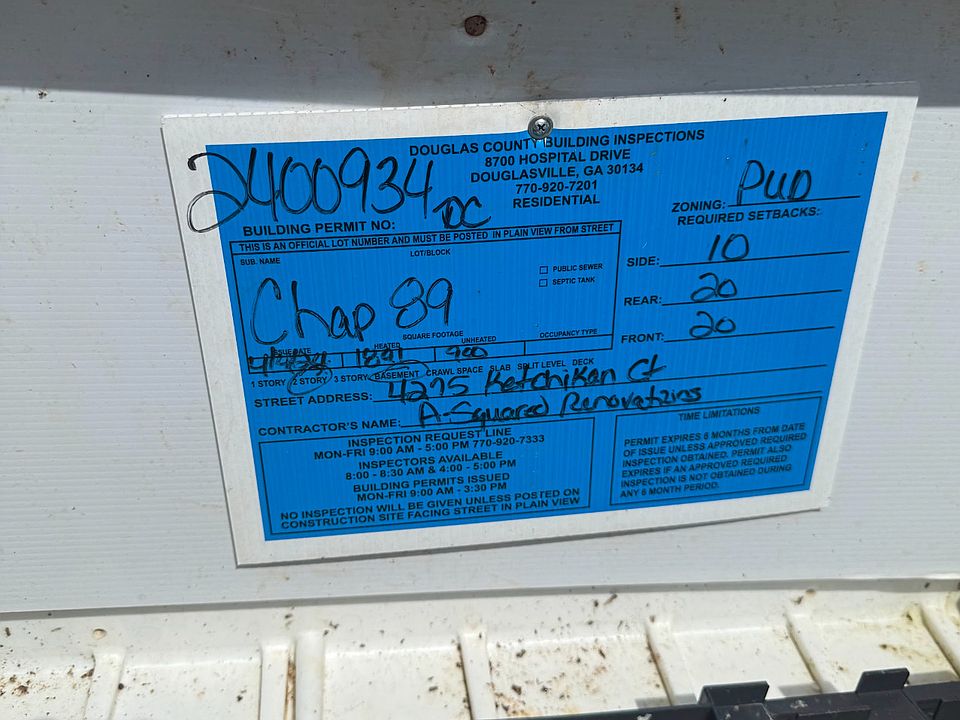 DOUGLAS COUNTY BUILDING INSPECTIONS
8700 HOSPITAL DRIVE
DOUGLASVILLE, GA 30134
770-920-7201
RESIDENTIAL
2400934 DC
BUILDING PERMIT NO:
ZONING: PUD
REQUIRED SETBACKS:
THIS IS AN OFFICIAL LOT NUMBER AND MUST BE POSTED IN PLAIN VIEW FROM STREET
SUB. NAME LOT/BLOCK
PUBLIC SEWER
SEPTIC TANK
Chap 89
SIDE: 10
REAR: 20
FRONT: 20
SQUARE FOOTAGE
ISSUE DATE HEATED UNHEATED OCCUPANCY TYPE
1891 900
1 STORY 2 STORY 3 STORY BASEMENT CRAWL SPACE SLAB SPLIT LEVEL DECK
STREET ADDRESS: 4275 Ketchikan Ct
CONTRACTOR'S NAME: A-Squared Renovations
INSPECTION REQUEST LINE
MON-FRI 9:00 AM - 5:00 PM 770-920-7333
INSPECTORS AVAILABLE
8:00 - 8:30 AM & 4:00 - 5:00 PM
BUILDING PERMITS ISSUED
MON-FRI 9:00 AM - 3:30 PM
NO INSPECTION WILL BE GIVEN UNLESS POSTED ON
CONSTRUCTION SITE FACING STREET IN PLAIN VIEW
TIME LIMITATIONS
PERMIT EXPIRES 6 MONTHS FROM DATE
OF ISSUE UNLESS APPROVED REQUIRED
INSPECTION OBTAINED. PERMIT ALSO
EXPIRES IF AN APPROVED REQUIRED
INSPECTION IS NOT OBTAINED DURING
ANY 6 MONTH PERIOD.